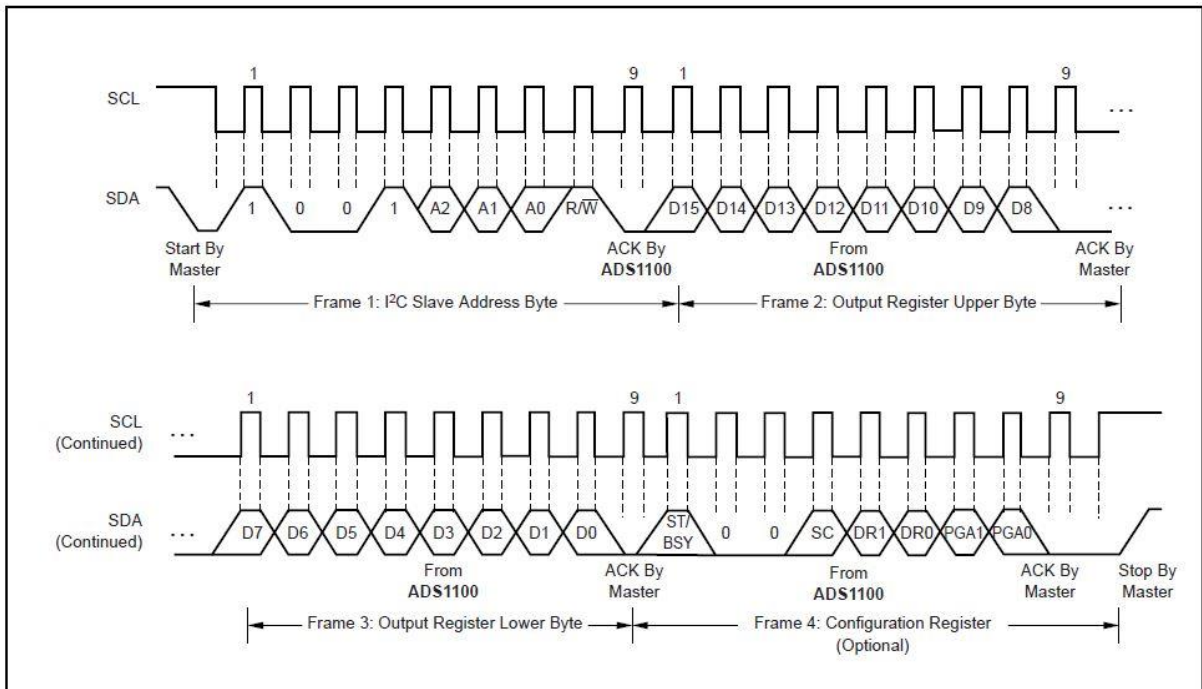 1 9 1 9
SCL ...
SDA 1 0 0 1 A2 A1 A0 R/W̅ D15 D14 D13 D12 D11 D10 D9 D8 ...
Start By Master
ACK By ADS1100
From ADS1100
ACK By Master
Frame 1: I²C Slave Address Byte
Frame 2: Output Register Upper Byte
1 9 1 9
SCL (Continued) ...
SDA (Continued) ... D7 D6 D5 D4 D3 D2 D1 D0 ST/BSY 0 0 SC DR1 DR0 PGA1 PGA0
From ADS1100
ACK By Master
From ADS1100
ACK By Master
Stop By Master
Frame 3: Output Register Lower Byte
Frame 4: Configuration Register
(Optional)